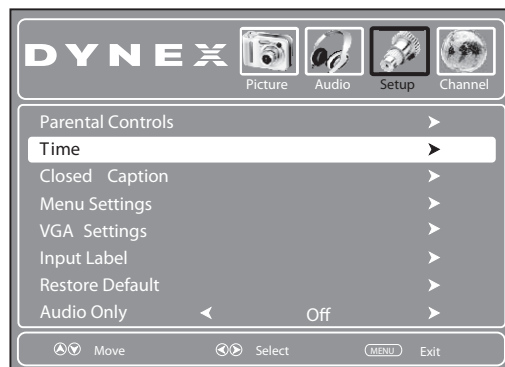 DYNEX
Picture Audio Setup Channel
Parental Controls
Time
Closed Caption
Menu Settings
VGA Settings
Input Label
Restore Default
Audio Only Off
Move Select MENU Exit